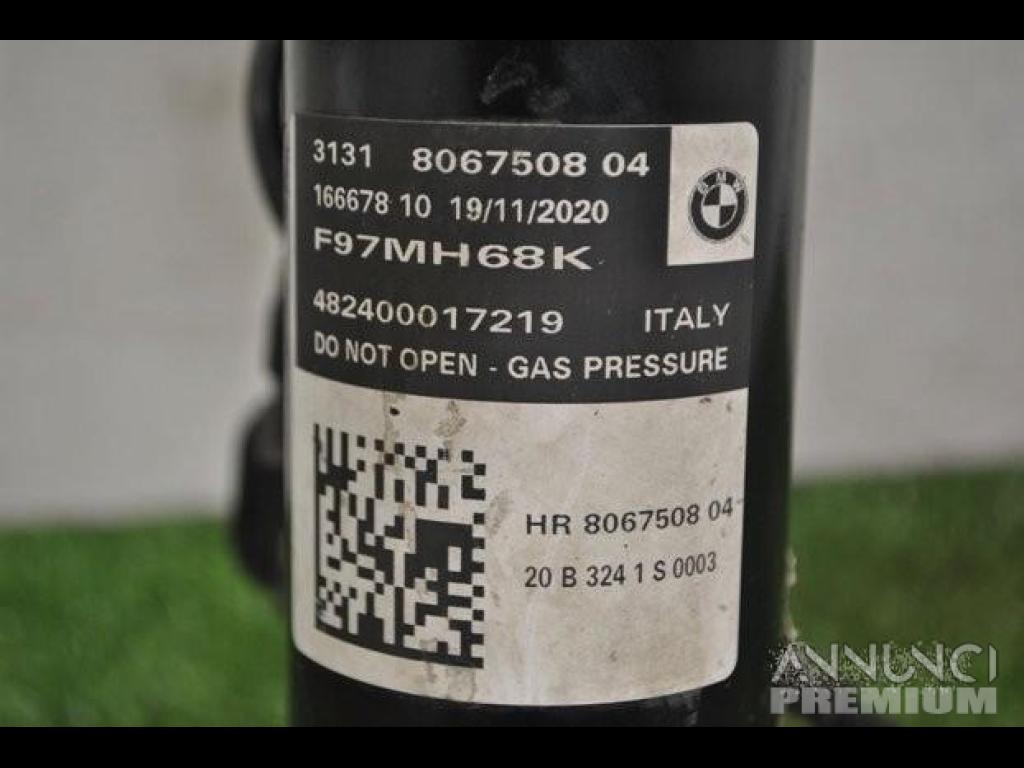 3131 8067508 04
BMW
166678 10 19/11/2020
F97MH68K
482400017219 ITALY
DO NOT OPEN - GAS PRESSURE
HR 8067508 04
20 B 324 1 S 0003
ANNUNCI
PREMIUM